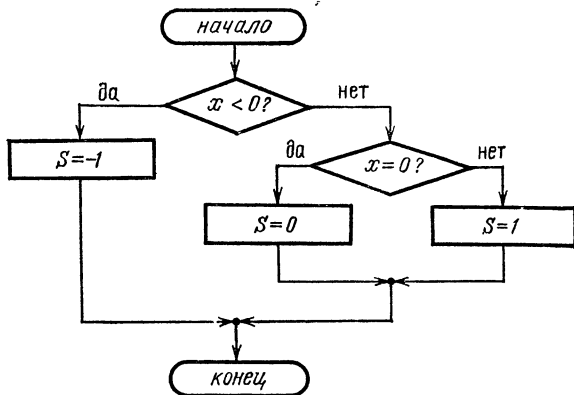 начало
x < 0?
да
нет
S=-1
x=0?
да
нет
S=0
S=1
конец